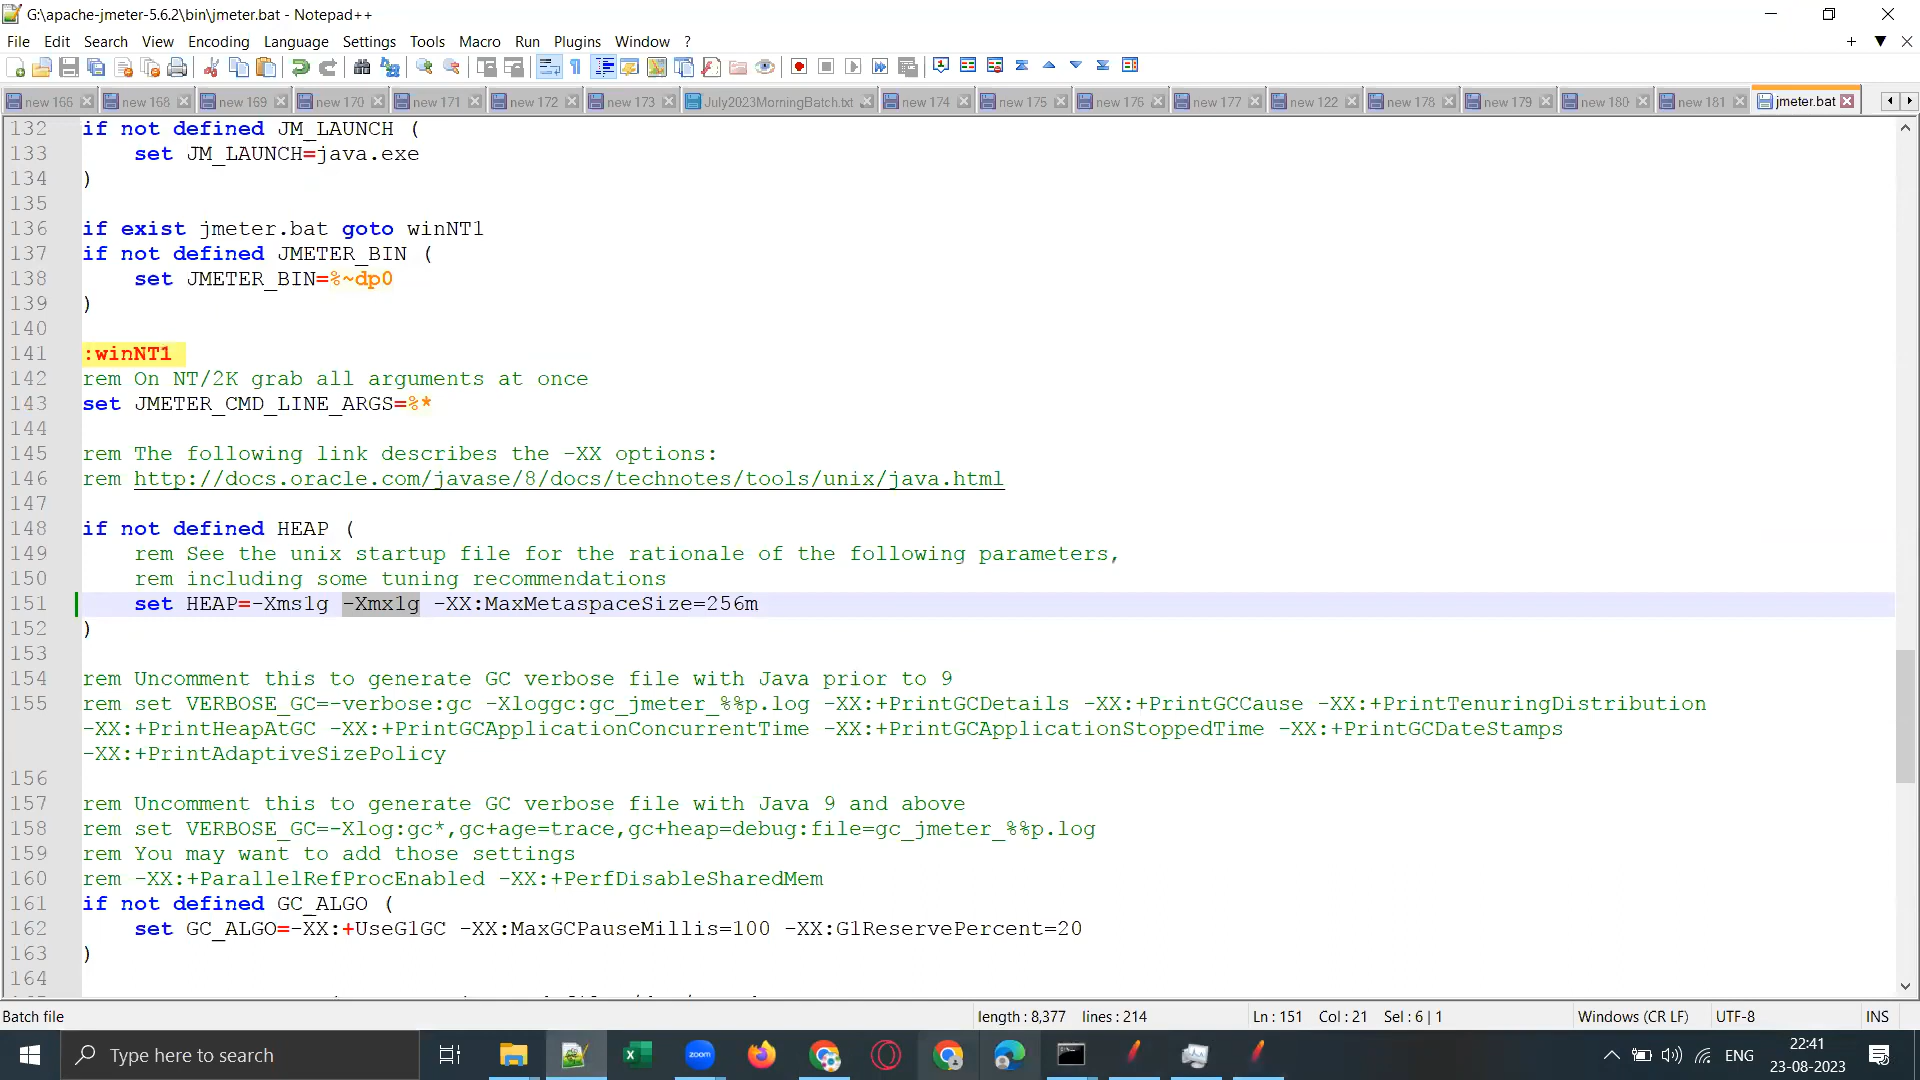 G:\apache-jmeter-5.6.2\bin\jmeter.bat - Notepad++
File Edit Search View Encoding Language Settings Tools Macro Run Plugins Window ?
new 166 new 168 new 169 new 170 new 171 new 172 new 173 July2023MorningBatch.txt new 174 new 175 new 176 new 177 new 122 new 178 new 179 new 180 new 181 jmeter.bat
132 if not defined JM_LAUNCH (
133 set JM_LAUNCH=java.exe
134 )
135
136 if exist jmeter.bat goto winNT1
137 if not defined JMETER_BIN (
138 set JMETER_BIN=%~dp0
139 )
140
141 :winNT1
142 rem On NT/2K grab all arguments at once
143 set JMETER_CMD_LINE_ARGS=%*
144
145 rem The following link describes the -XX options:
146 rem http://docs.oracle.com/javase/8/docs/technotes/tools/unix/java.html
147
148 if not defined HEAP (
149 rem See the unix startup file for the rationale of the following parameters,
150 rem including some tuning recommendations
151 set HEAP=-Xms1g -Xmx1g -XX:MaxMetaspaceSize=256m
152 )
153
154 rem Uncomment this to generate GC verbose file with Java prior to 9
155 rem set VERBOSE_GC=-verbose:gc -Xloggc:gc_jmeter_%%p.log -XX:+PrintGCDetails -XX:+PrintGCCause -XX:+PrintTenuringDistribution
-XX:+PrintHeapAtGC -XX:+PrintGCApplicationConcurrentTime -XX:+PrintGCApplicationStoppedTime -XX:+PrintGCDateStamps
-XX:+PrintAdaptiveSizePolicy
156
157 rem Uncomment this to generate GC verbose file with Java 9 and above
158 rem set VERBOSE_GC=-Xlog:gc*,gc+age=trace,gc+heap=debug:file=gc_jmeter_%%p.log
159 rem You may want to add those settings
160 rem -XX:+ParallelRefProcEnabled -XX:+PerfDisableSharedMem
161 if not defined GC_ALGO (
162 set GC_ALGO=-XX:+UseG1GC -XX:MaxGCPauseMillis=100 -XX:G1ReservePercent=20
163 )
164
Batch file length : 8,377 lines : 214 Ln : 151 Col : 21 Sel : 6 | 1 Windows (CR LF) UTF-8 INS
Type here to search zoom ENG 22:41
23-08-2023